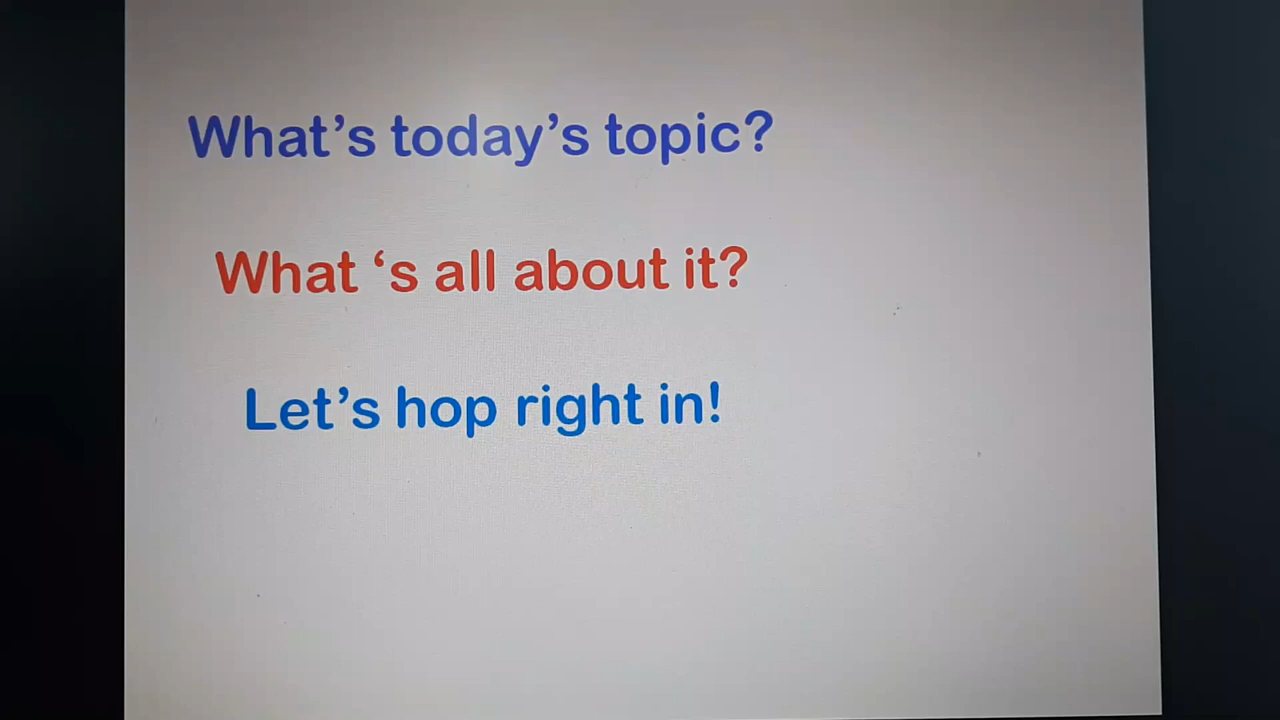 What’s today’s topic?
What ‘s all about it?
Let’s hop right in!